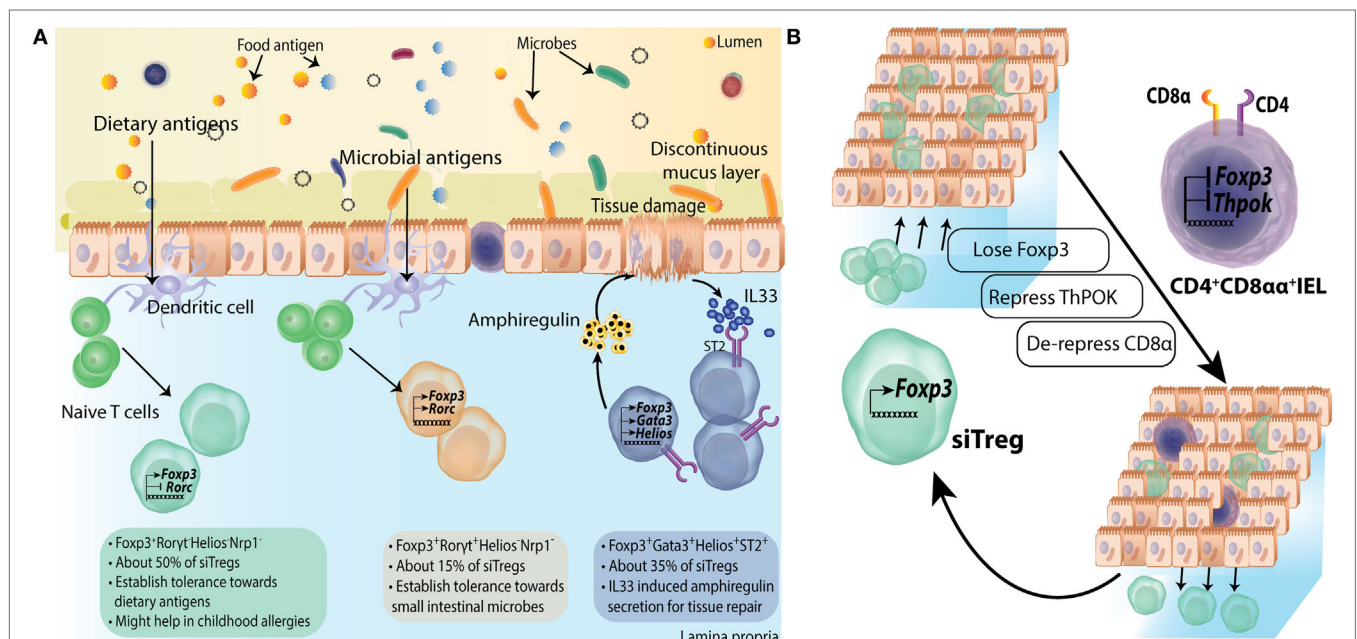 A
Food antigen
Microbes
Lumen
Dietary antigens
Microbial antigens
Discontinuous
mucus layer
Tissue damage
Dendritic cell
IL33
Amphiregulin
ST2
Naive T cells
Foxp3
Rorc
Foxp3
Rorc
Foxp3
Gata3
Helios
• Foxp3⁺Rorγt⁻Helios⁻Nrp1⁻
• About 50% of siTregs
• Establish tolerance towards
dietary antigens
• Might help in childhood allergies
• Foxp3⁺Rorγt⁺Helios⁻Nrp1⁻
• About 15% of siTregs
• Establish tolerance towards
small intestinal microbes
• Foxp3⁺Gata3⁺Helios⁺ST2⁺
• About 35% of siTregs
• IL33 induced amphiregulin
secretion for tissue repair
Lamina propria
B
CD8α
CD4
Foxp3
Thpok
CD4⁺CD8αα⁺IEL
Lose Foxp3
Repress ThPOK
De-repress CD8α
Foxp3
siTreg